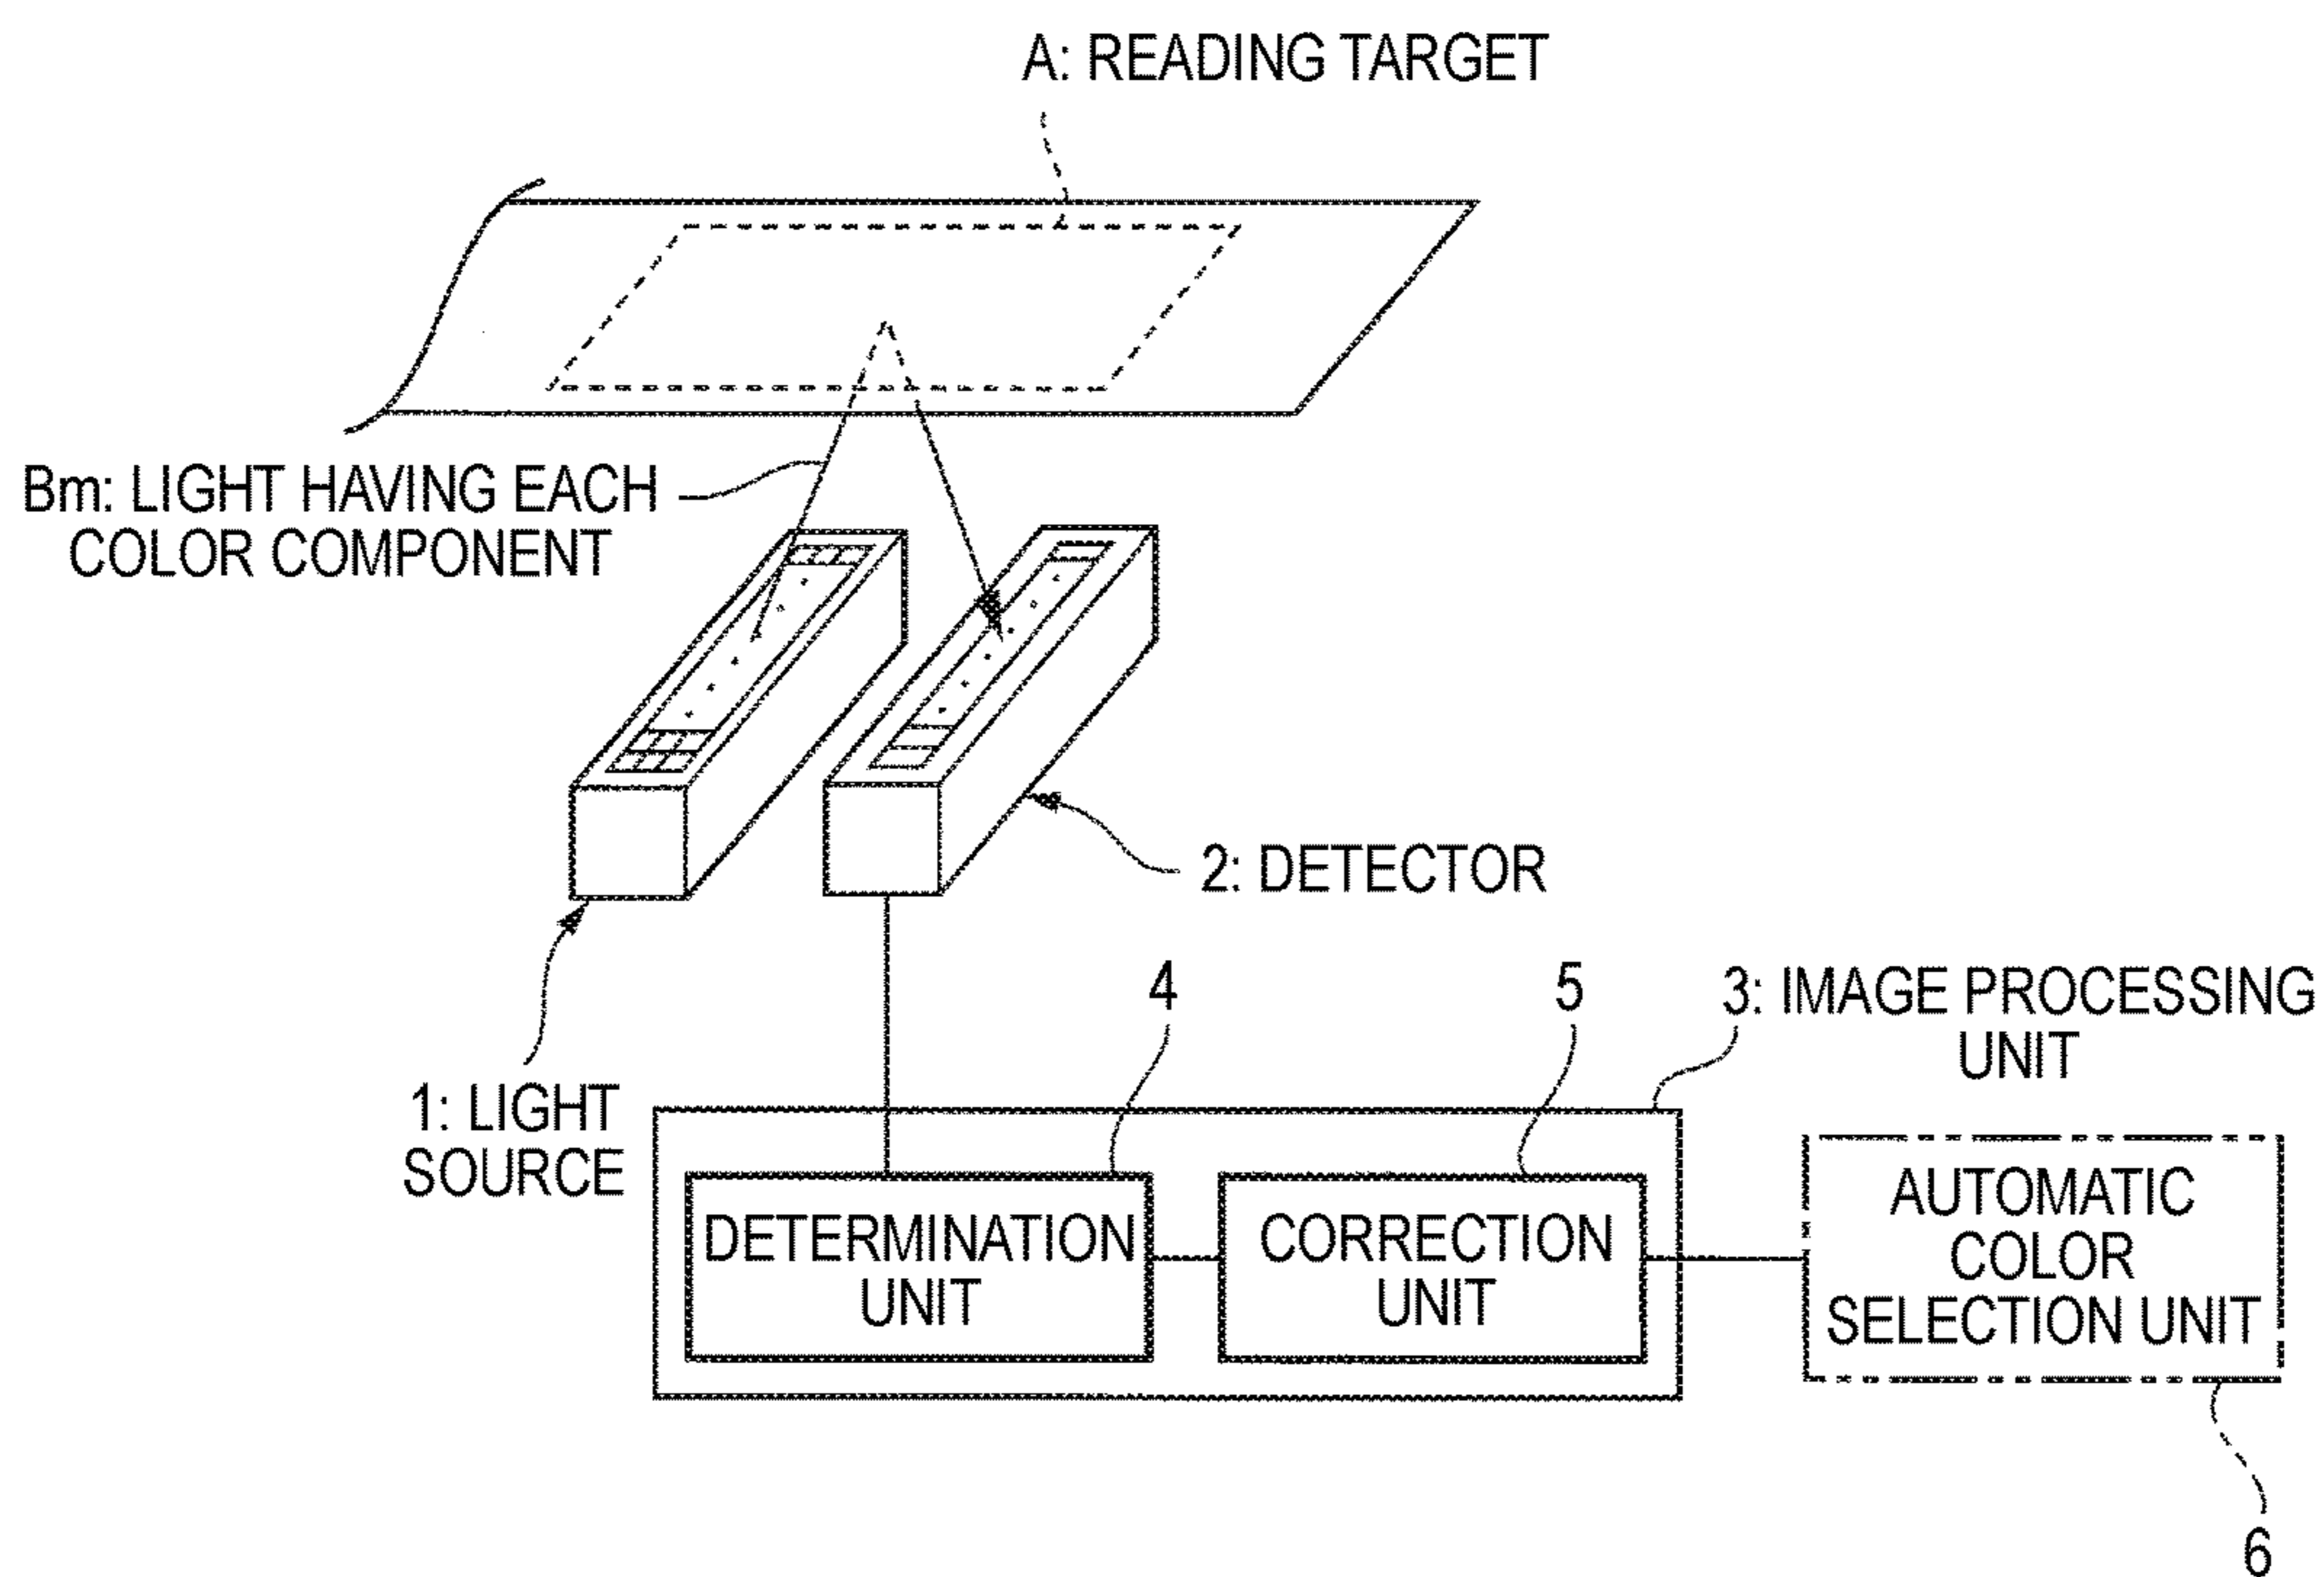 A: READING TARGET
Bm: LIGHT HAVING EACH
COLOR COMPONENT
2: DETECTOR
1: LIGHT
SOURCE
4
5
3: IMAGE PROCESSING
UNIT
DETERMINATION
UNIT
CORRECTION
UNIT
AUTOMATIC
COLOR
SELECTION UNIT
6